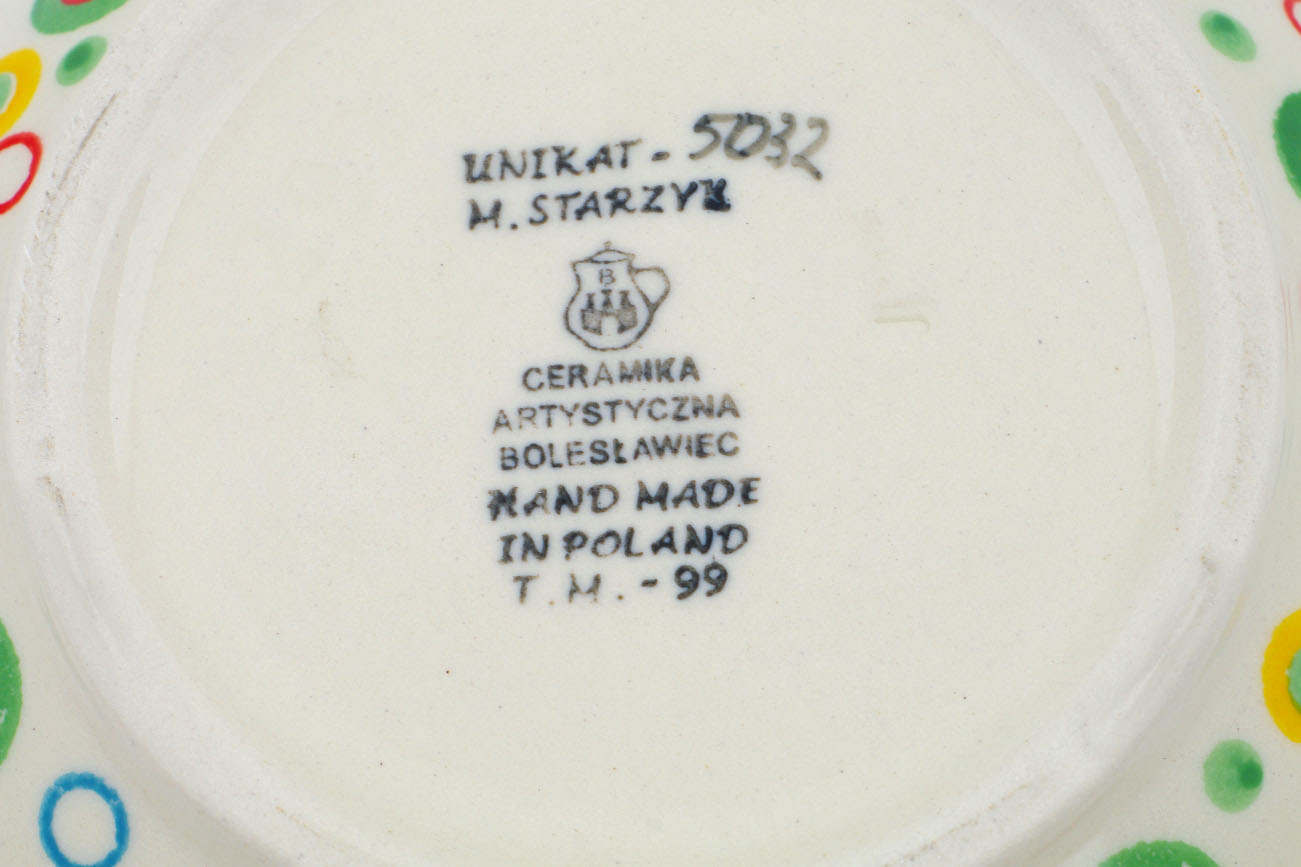 UNIKAT - 5032
M. STARZYK
B
CERAMIKA
ARTYSTYCZNA
BOLESŁAWIEC
HAND MADE
IN POLAND
T.M. - 99